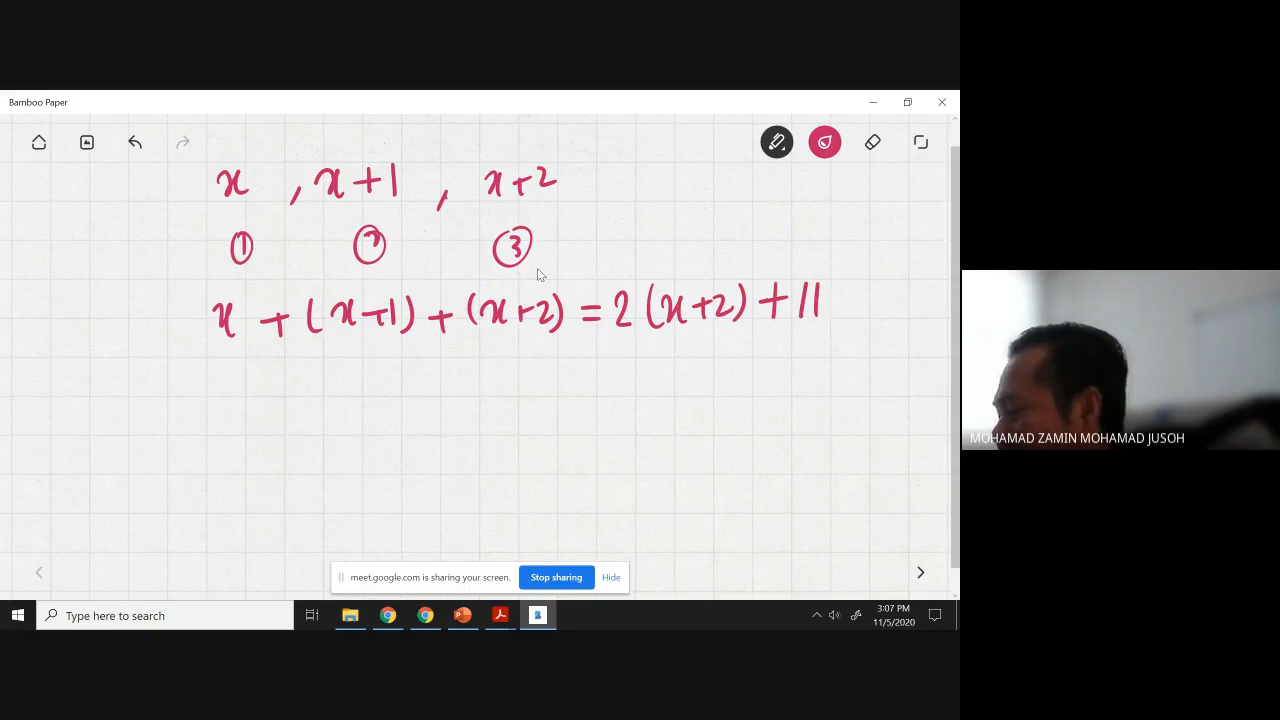 Bamboo Paper
x , x+1 , x+2
① ② ③
x + (x+1) + (x+2) = 2(x+2) + 11
MOHAMAD ZAMIN MOHAMAD JUSOH
meet.google.com is sharing your screen. Stop sharing Hide
Type here to search
3:07 PM
11/5/2020